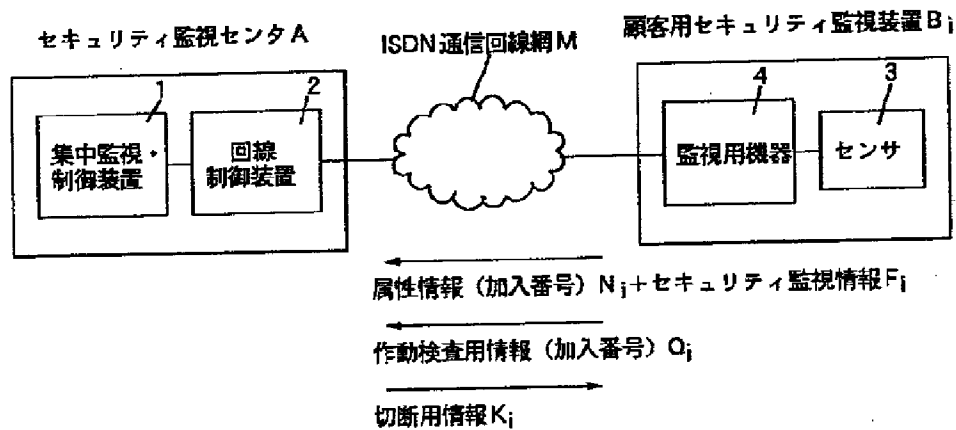 セキュリティ監視センタA
ISDN通信回線網M
顧客用セキュリティ監視装置Bi
1
2
4
3
集中監視・
制御装置
回線
制御装置
監視用機器
センサ
属性情報(加入番号)Ni+セキュリティ監視情報Fi
作動検査用情報(加入番号)Qi
切断用情報Ki